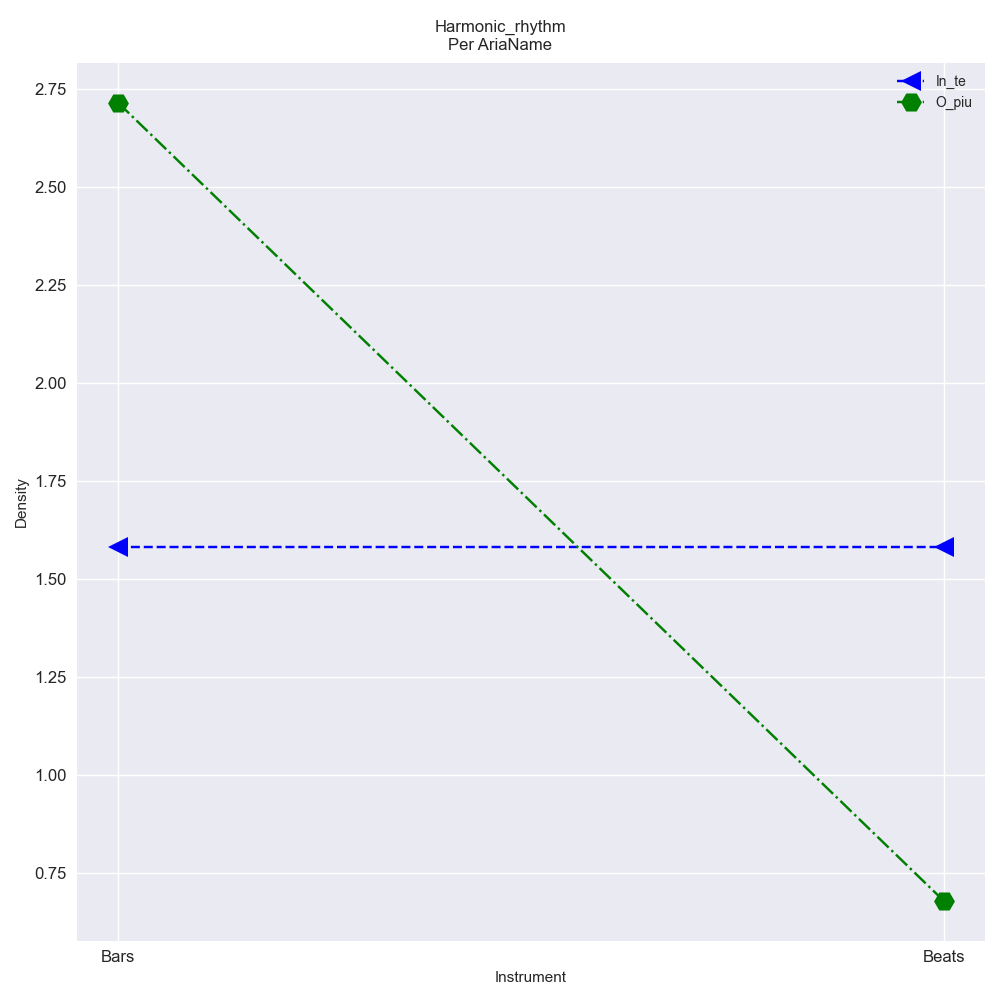 Harmonic_rhythm
Per AriaName
In_te
O_piu
2.75
2.50
2.25
2.00
1.75
1.50
1.25
1.00
0.75
Density
Bars
Beats
Instrument